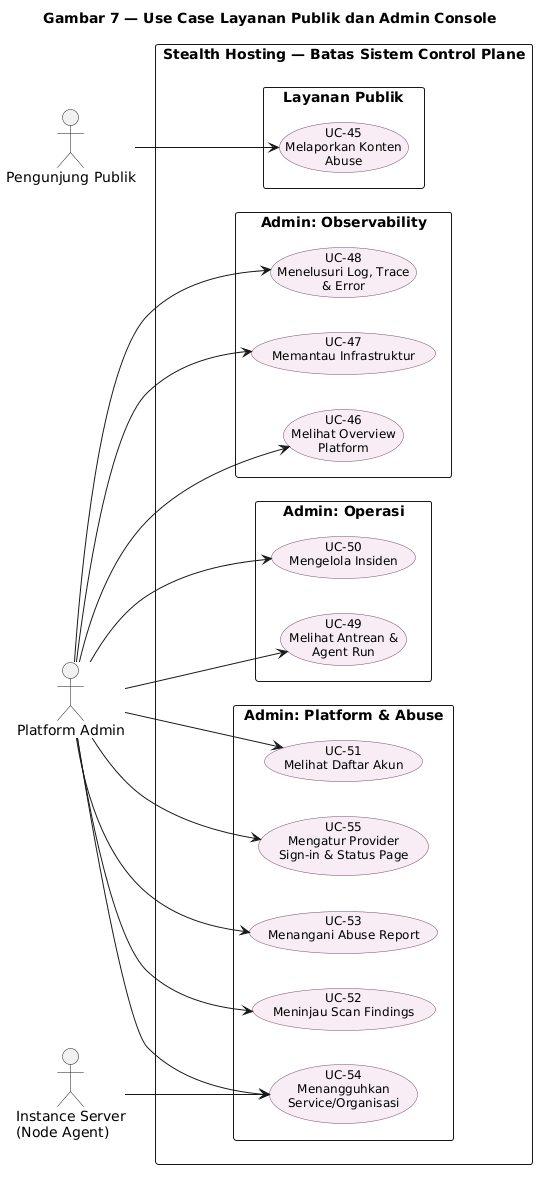 Gambar 7 — Use Case Layanan Publik dan Admin Console
Stealth Hosting — Batas Sistem Control Plane
Layanan Publik
UC-45
Melaporkan Konten
Abuse
Pengunjung Publik
Admin: Observability
UC-48
Menelusuri Log, Trace
& Error
UC-47
Memantau Infrastruktur
UC-46
Melihat Overview
Platform
Admin: Operasi
UC-50
Mengelola Insiden
UC-49
Melihat Antrean &
Agent Run
Platform Admin
Admin: Platform & Abuse
UC-51
Melihat Daftar Akun
UC-55
Mengatur Provider
Sign-in & Status Page
UC-53
Menangani Abuse Report
UC-52
Meninjau Scan Findings
UC-54
Menangguhkan
Service/Organisasi
Instance Server
(Node Agent)